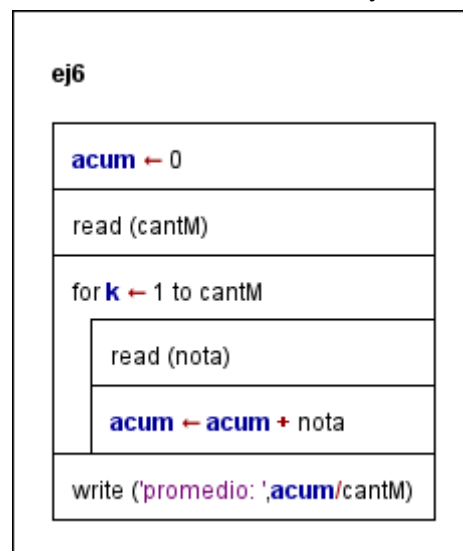 ej6
acum ← 0
read (cantM)
for k ← 1 to cantM
read (nota)
acum ← acum + nota
write ('promedio: ',acum/cantM)